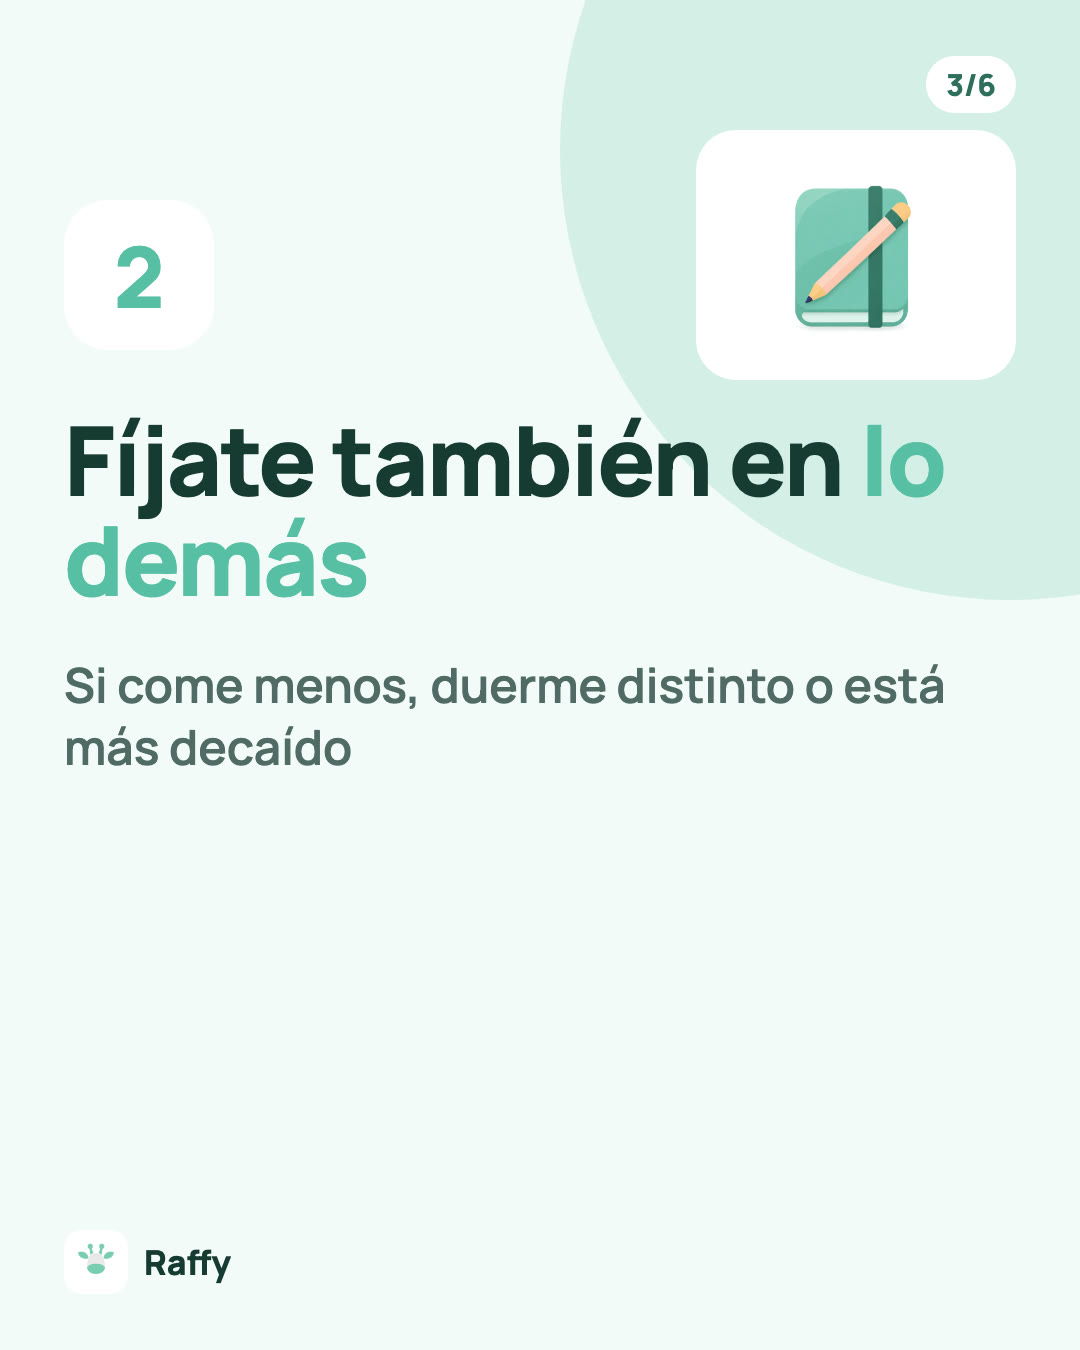 3/6
2
Fíjate también en lo
demás
Si come menos, duerme distinto o está
más decaído
Raffy